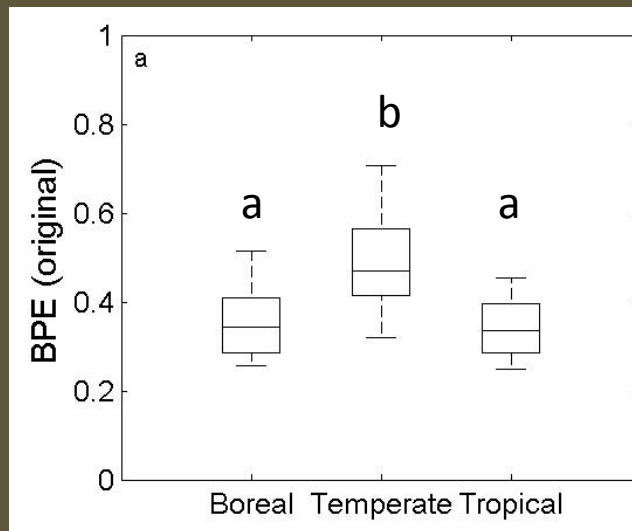 1
a
b
0.8
a
a
0.6
BPE (original)
0.4
0.2
0
Boreal Temperate Tropical